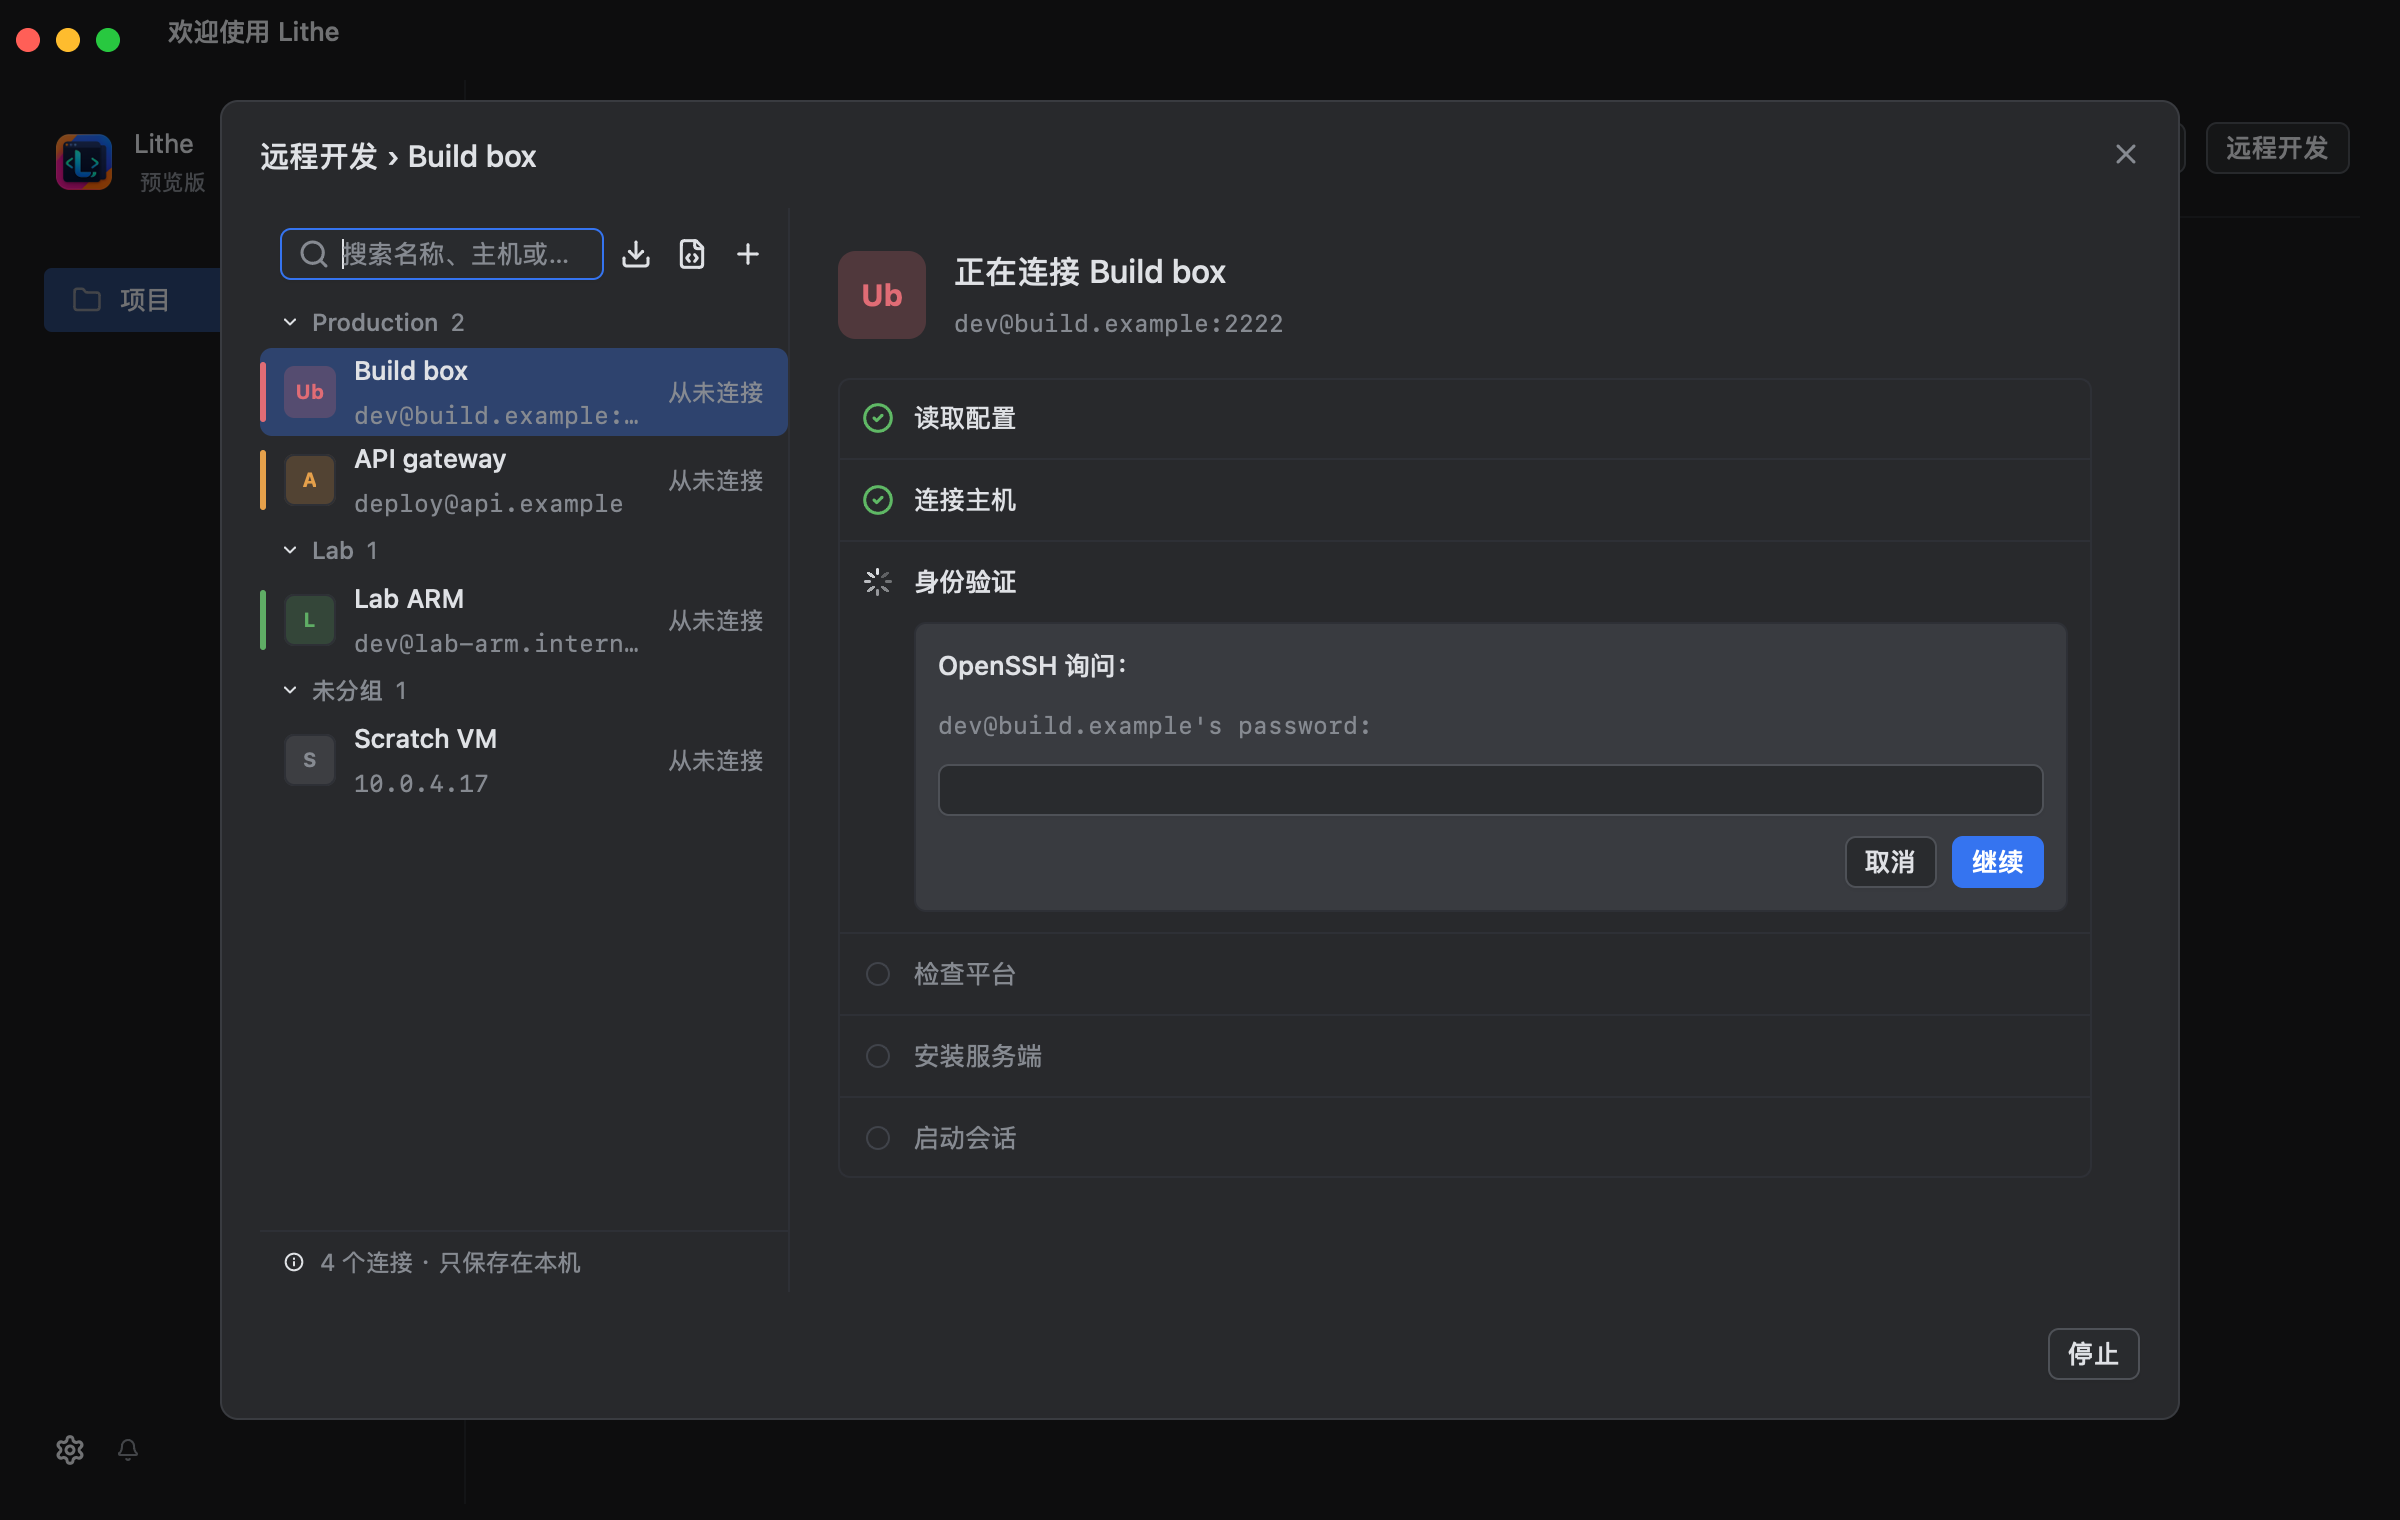 欢迎使用 Lithe
Lithe
预览版
远程开发
项目
远程开发 › Build box
搜索名称、主机或...
Production 2
Ub
Build box
dev@build.example:…
从未连接
A
API gateway
deploy@api.example
从未连接
Lab 1
L
Lab ARM
dev@lab-arm.intern…
从未连接
未分组 1
S
Scratch VM
10.0.4.17
从未连接
4 个连接 · 只保存在本机
Ub
正在连接 Build box
dev@build.example:2222
读取配置
连接主机
身份验证
OpenSSH 询问：
dev@build.example's password:
取消
继续
检查平台
安装服务端
启动会话
停止